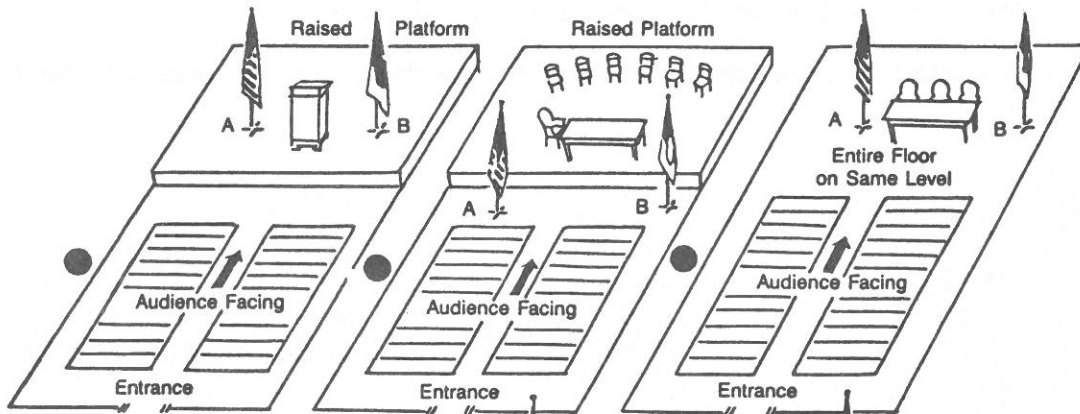 Raised Platform
A
B
Audience Facing
Entrance
Raised Platform
A
B
Audience Facing
Entrance
A
B
Entire Floor
on Same Level
Audience Facing
Entrance